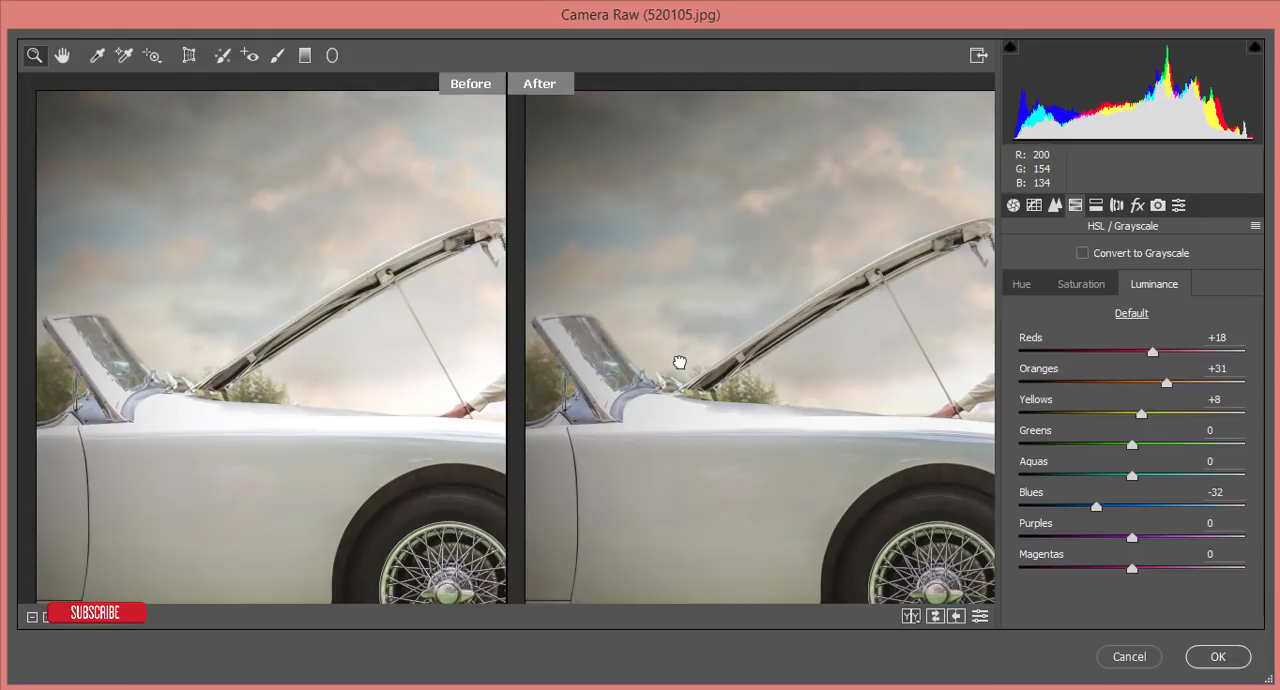 Camera Raw (520105.jpg)
Before
After
R: 200
G: 154
B: 134
fx
HSL / Grayscale
Convert to Grayscale
Hue
Saturation
Luminance
Default
Reds +18
Oranges +31
Yellows +8
Greens 0
Aquas 0
Blues -32
Purples 0
Magentas 0
SUBSCRIBE
Y Y
Cancel
OK